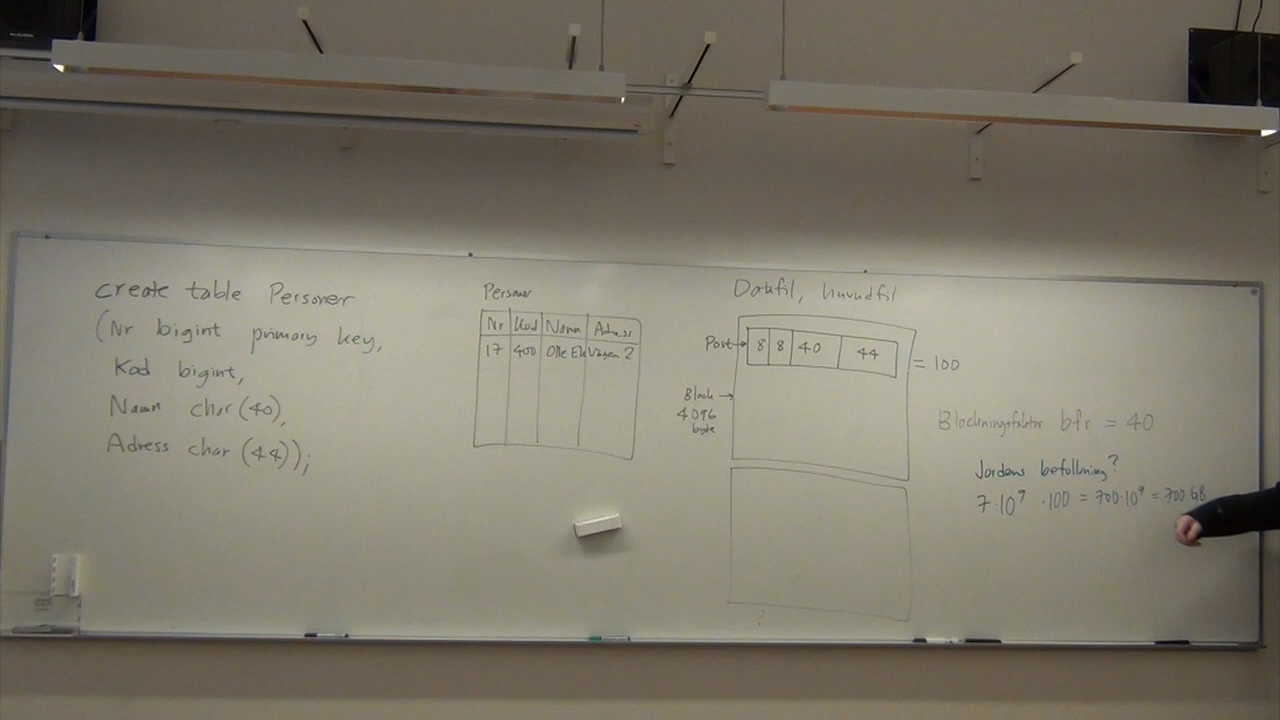 create table Personer
(Nr bigint primary key,
Kod bigint,
Namn char(40),
Adress char (44));
Personer
Nr Kod Namn Adress
17 400 Olle Ek Vägen 2
Datafil, huvudfil
Post → 8 8 40 44 = 100
Block →
4096
byte
Blockningsfaktor bfr = 40
Jordens befolkning?
7·10⁹ ·100 = 700·10⁹ = 700 GB